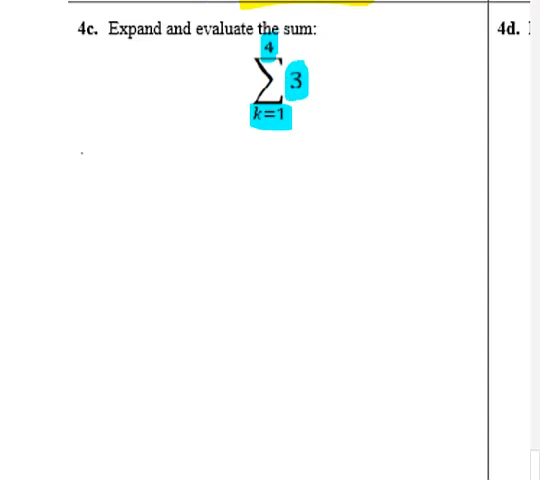 4c. Expand and evaluate the sum:
4
∑ 3
k=1
4d.